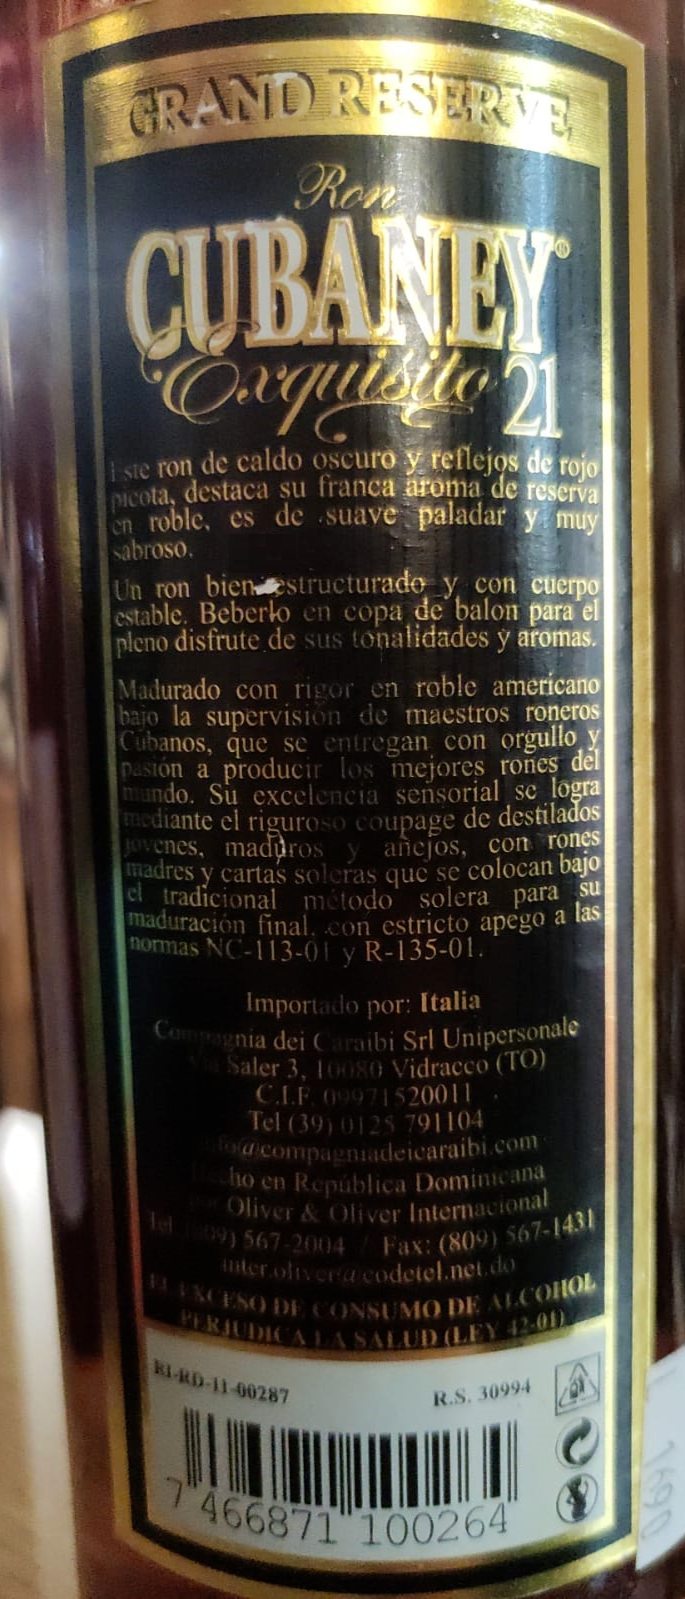 GRAND RESERVE
Ron
CUBANEY®
Exquisito 21
Este ron de caldo oscuro y reflejos de rojo
picota, destaca su franca aroma de reserva
en roble, es de suave paladar y muy
sabroso.
Un ron bien estructurado y con cuerpo
estable. Beberlo en copa de balon para el
pleno disfrute de sus tonalidades y aromas.
Madurado con rigor en roble americano
bajo la supervisión de maestros roneros
Cubanos, que se entregan con orgullo y
pasión a producir los mejores rones del
mundo. Su excelencia sensorial se logra
mediante el riguroso coupage de destilados
jovenes, maduros y añejos, con rones
madres y cartas soleras que se colocan bajo
el tradicional método solera para su
maduración final, con estricto apego a las
normas NC-113-01 y R-135-01.
Importado por: Italia
Compagnia dei Caraibi Srl Unipersonale
Via Saler 3, 10080 Vidracco (TO)
C.I.F. 09971520011
Tel (39) 0125 791104
info@compagniadeicaraibi.com
Hecho en República Dominicana
por Oliver & Oliver Internacional
Tel. (809) 567-2004 / Fax: (809) 567-1431
inter.oliver@codetel.net.do
EL EXCESO DE CONSUMO DE ALCOHOL
PERJUDICA LA SALUD (LEY 42-01)
RI-RD-11-00287 R.S. 30994
7 466871 100264
L 1690